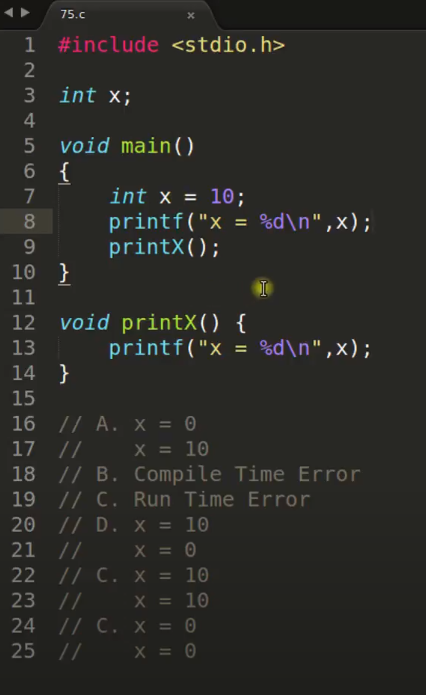 75.c ×
1 #include <stdio.h>
2
3 int x;
4
5 void main()
6 {
7     int x = 10;
8     printf("x = %d\n",x);
9     printX();
10 }
11
12 void printX() {
13     printf("x = %d\n",x);
14 }
15
16 // A. x = 0
17 //    x = 10
18 // B. Compile Time Error
19 // C. Run Time Error
20 // D. x = 10
21 //    x = 0
22 // C. x = 10
23 //    x = 10
24 // C. x = 0
25 //    x = 0